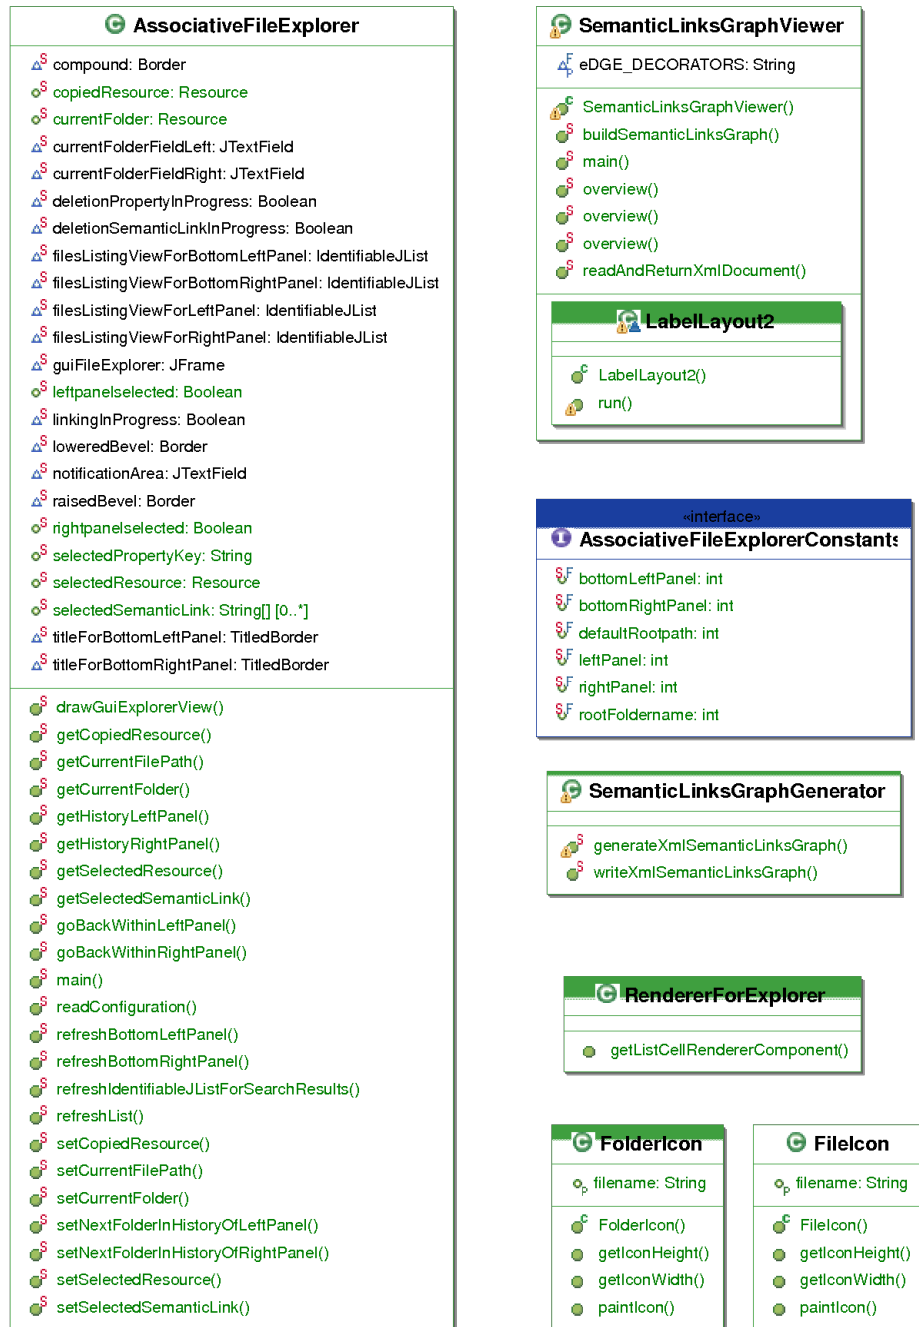 AssociativeFileExplorer
compound: Border
copiedResource: Resource
currentFolder: Resource
currentFolderFieldLeft: JTextField
currentFolderFieldRight: JTextField
deletionPropertyInProgress: Boolean
deletionSemanticLinkInProgress: Boolean
filesListingViewForBottomLeftPanel: IdentifiableJList
filesListingViewForBottomRightPanel: IdentifiableJList
filesListingViewForLeftPanel: IdentifiableJList
filesListingViewForRightPanel: IdentifiableJList
guiFileExplorer: JFrame
leftpanelselected: Boolean
linkingInProgress: Boolean
loweredBevel: Border
notificationArea: JTextField
raisedBevel: Border
rightpanelselected: Boolean
selectedPropertyKey: String
selectedResource: Resource
selectedSemanticLink: String[] [0..*]
titleForBottomLeftPanel: TitledBorder
titleForBottomRightPanel: TitledBorder
drawGuiExplorerView()
getCopiedResource()
getCurrentFilePath()
getCurrentFolder()
getHistoryLeftPanel()
getHistoryRightPanel()
getSelectedResource()
getSelectedSemanticLink()
goBackWithinLeftPanel()
goBackWithinRightPanel()
main()
readConfiguration()
refreshBottomLeftPanel()
refreshBottomRightPanel()
refreshIdentifiableJListForSearchResults()
refreshList()
setCopiedResource()
setCurrentFilePath()
setCurrentFolder()
setNextFolderInHistoryOfLeftPanel()
setNextFolderInHistoryOfRightPanel()
setSelectedResource()
setSelectedSemanticLink()
SemanticLinksGraphViewer
eDGE_DECORATORS: String
SemanticLinksGraphViewer()
buildSemanticLinksGraph()
main()
overview()
overview()
overview()
readAndReturnXmlDocument()
LabelLayout2
LabelLayout2()
run()
«interface»
AssociativeFileExplorerConstants
bottomLeftPanel: int
bottomRightPanel: int
defaultRootpath: int
leftPanel: int
rightPanel: int
rootFoldername: int
SemanticLinksGraphGenerator
generateXmlSemanticLinksGraph()
writeXmlSemanticLinksGraph()
RendererForExplorer
getListCellRendererComponent()
FolderIcon
filename: String
FolderIcon()
getIconHeight()
getIconWidth()
paintIcon()
FileIcon
filename: String
FileIcon()
getIconHeight()
getIconWidth()
paintIcon()